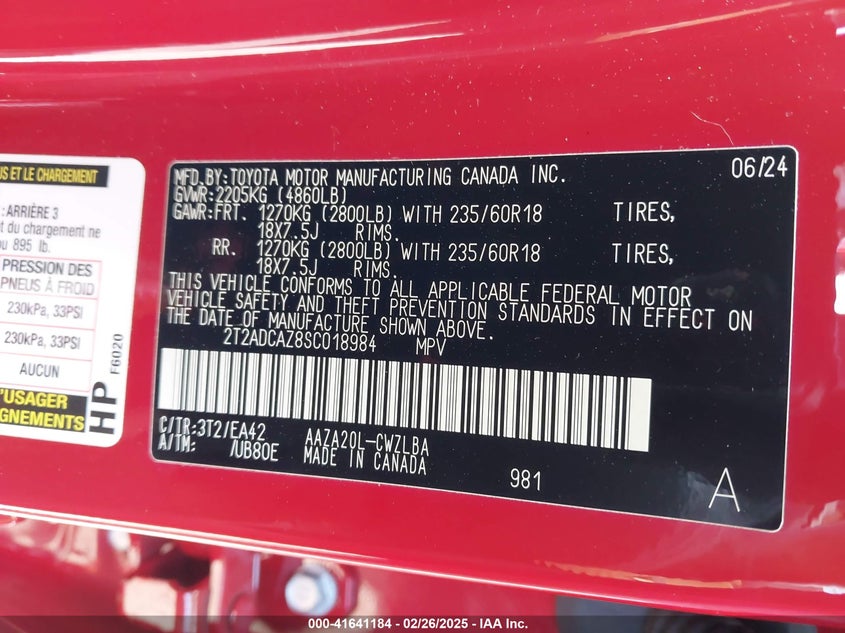 US ET LE CHARGEMENT
: ARRIÈRE 3
t du chargement ne
ou 895 lb.
PRESSION DES
PNEUS À FROID
230kPa, 33PSI
230kPa, 33PSI
AUCUN
'USAGER
GNEMENTS
HP
F6020
MFD.BY:TOYOTA MOTOR MANUFACTURING CANADA INC. 06/24
GVWR:2205KG (4860LB)
GAWR:FRT. 1270KG (2800LB) WITH 235/60R18 TIRES,
18X7.5J RIMS.
RR. 1270KG (2800LB) WITH 235/60R18 TIRES,
18X7.5J RIMS.
THIS VEHICLE CONFORMS TO ALL APPLICABLE FEDERAL MOTOR
VEHICLE SAFETY AND THEFT PREVENTION STANDARDS IN EFFECT ON
THE DATE OF MANUFACTURE SHOWN ABOVE.
2T2ADCAZ8SC018984 MPV
C/TR:3T2/EA42 AAZA20L-CWZLBA
A/TM: /UB80E MADE IN CANADA
981
A
000-41641184 - 02/26/2025 - IAA Inc.